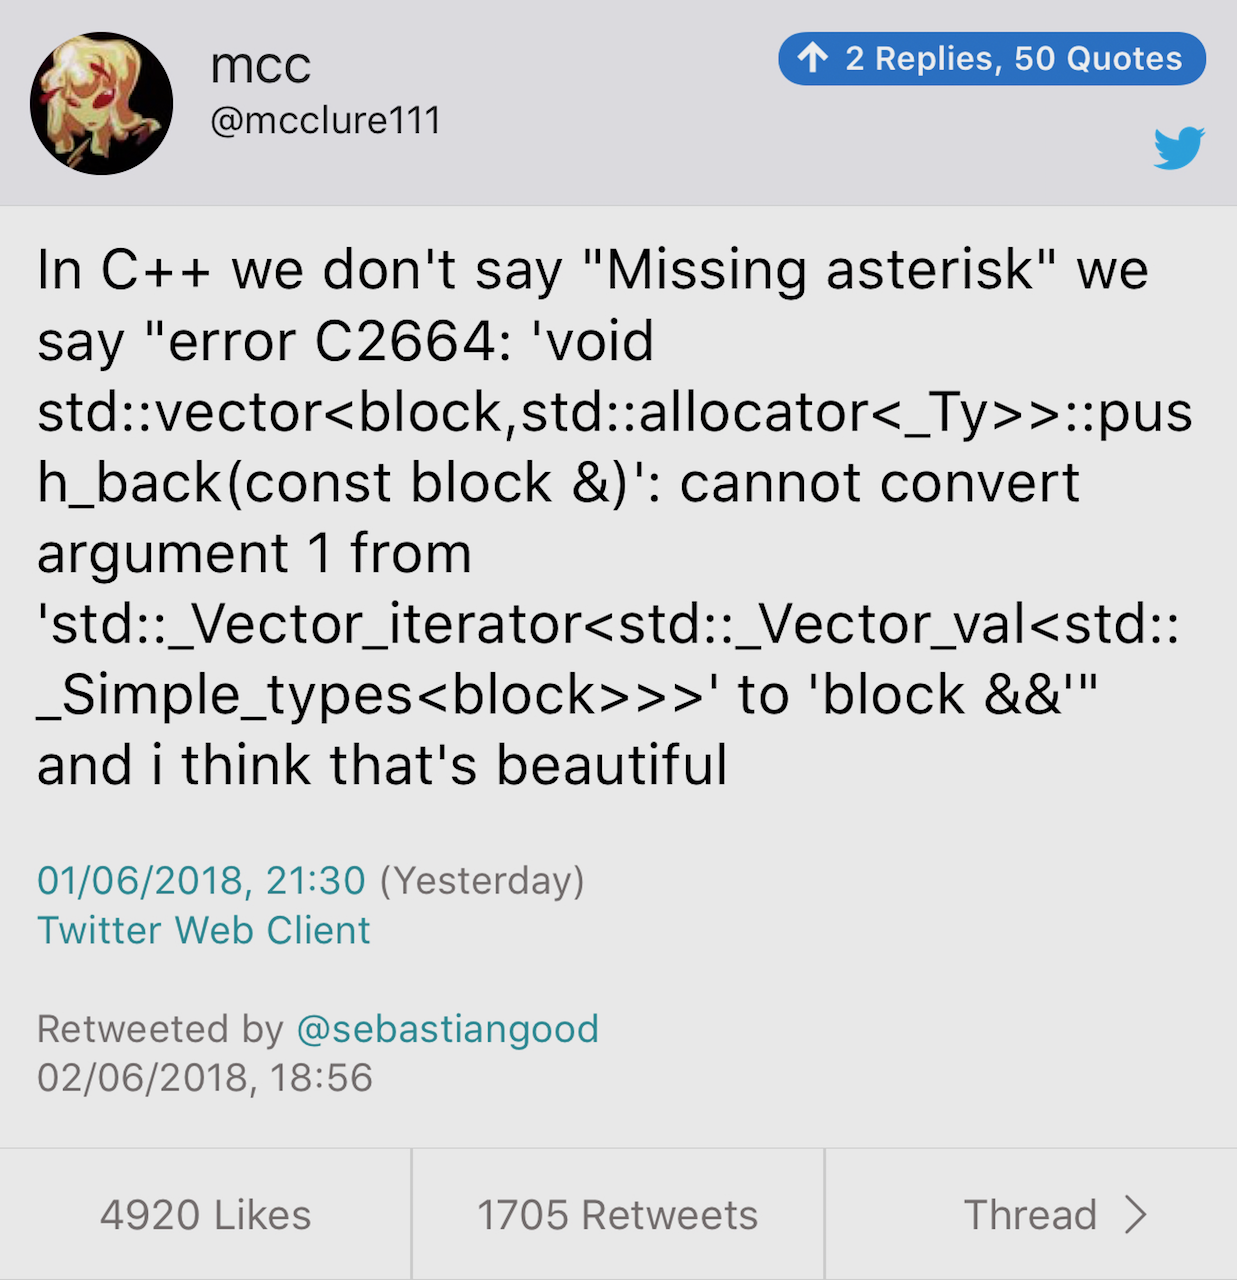 mcc
@mcclure111
2 Replies, 50 Quotes
In C++ we don't say "Missing asterisk" we
say "error C2664: 'void
std::vector<block,std::allocator<_Ty>>::pus
h_back(const block &)': cannot convert
argument 1 from
'std::_Vector_iterator<std::_Vector_val<std::
_Simple_types<block>>>' to 'block &&'"
and i think that's beautiful
01/06/2018, 21:30 (Yesterday)
Twitter Web Client
Retweeted by @sebastiangood
02/06/2018, 18:56
4920 Likes
1705 Retweets
Thread